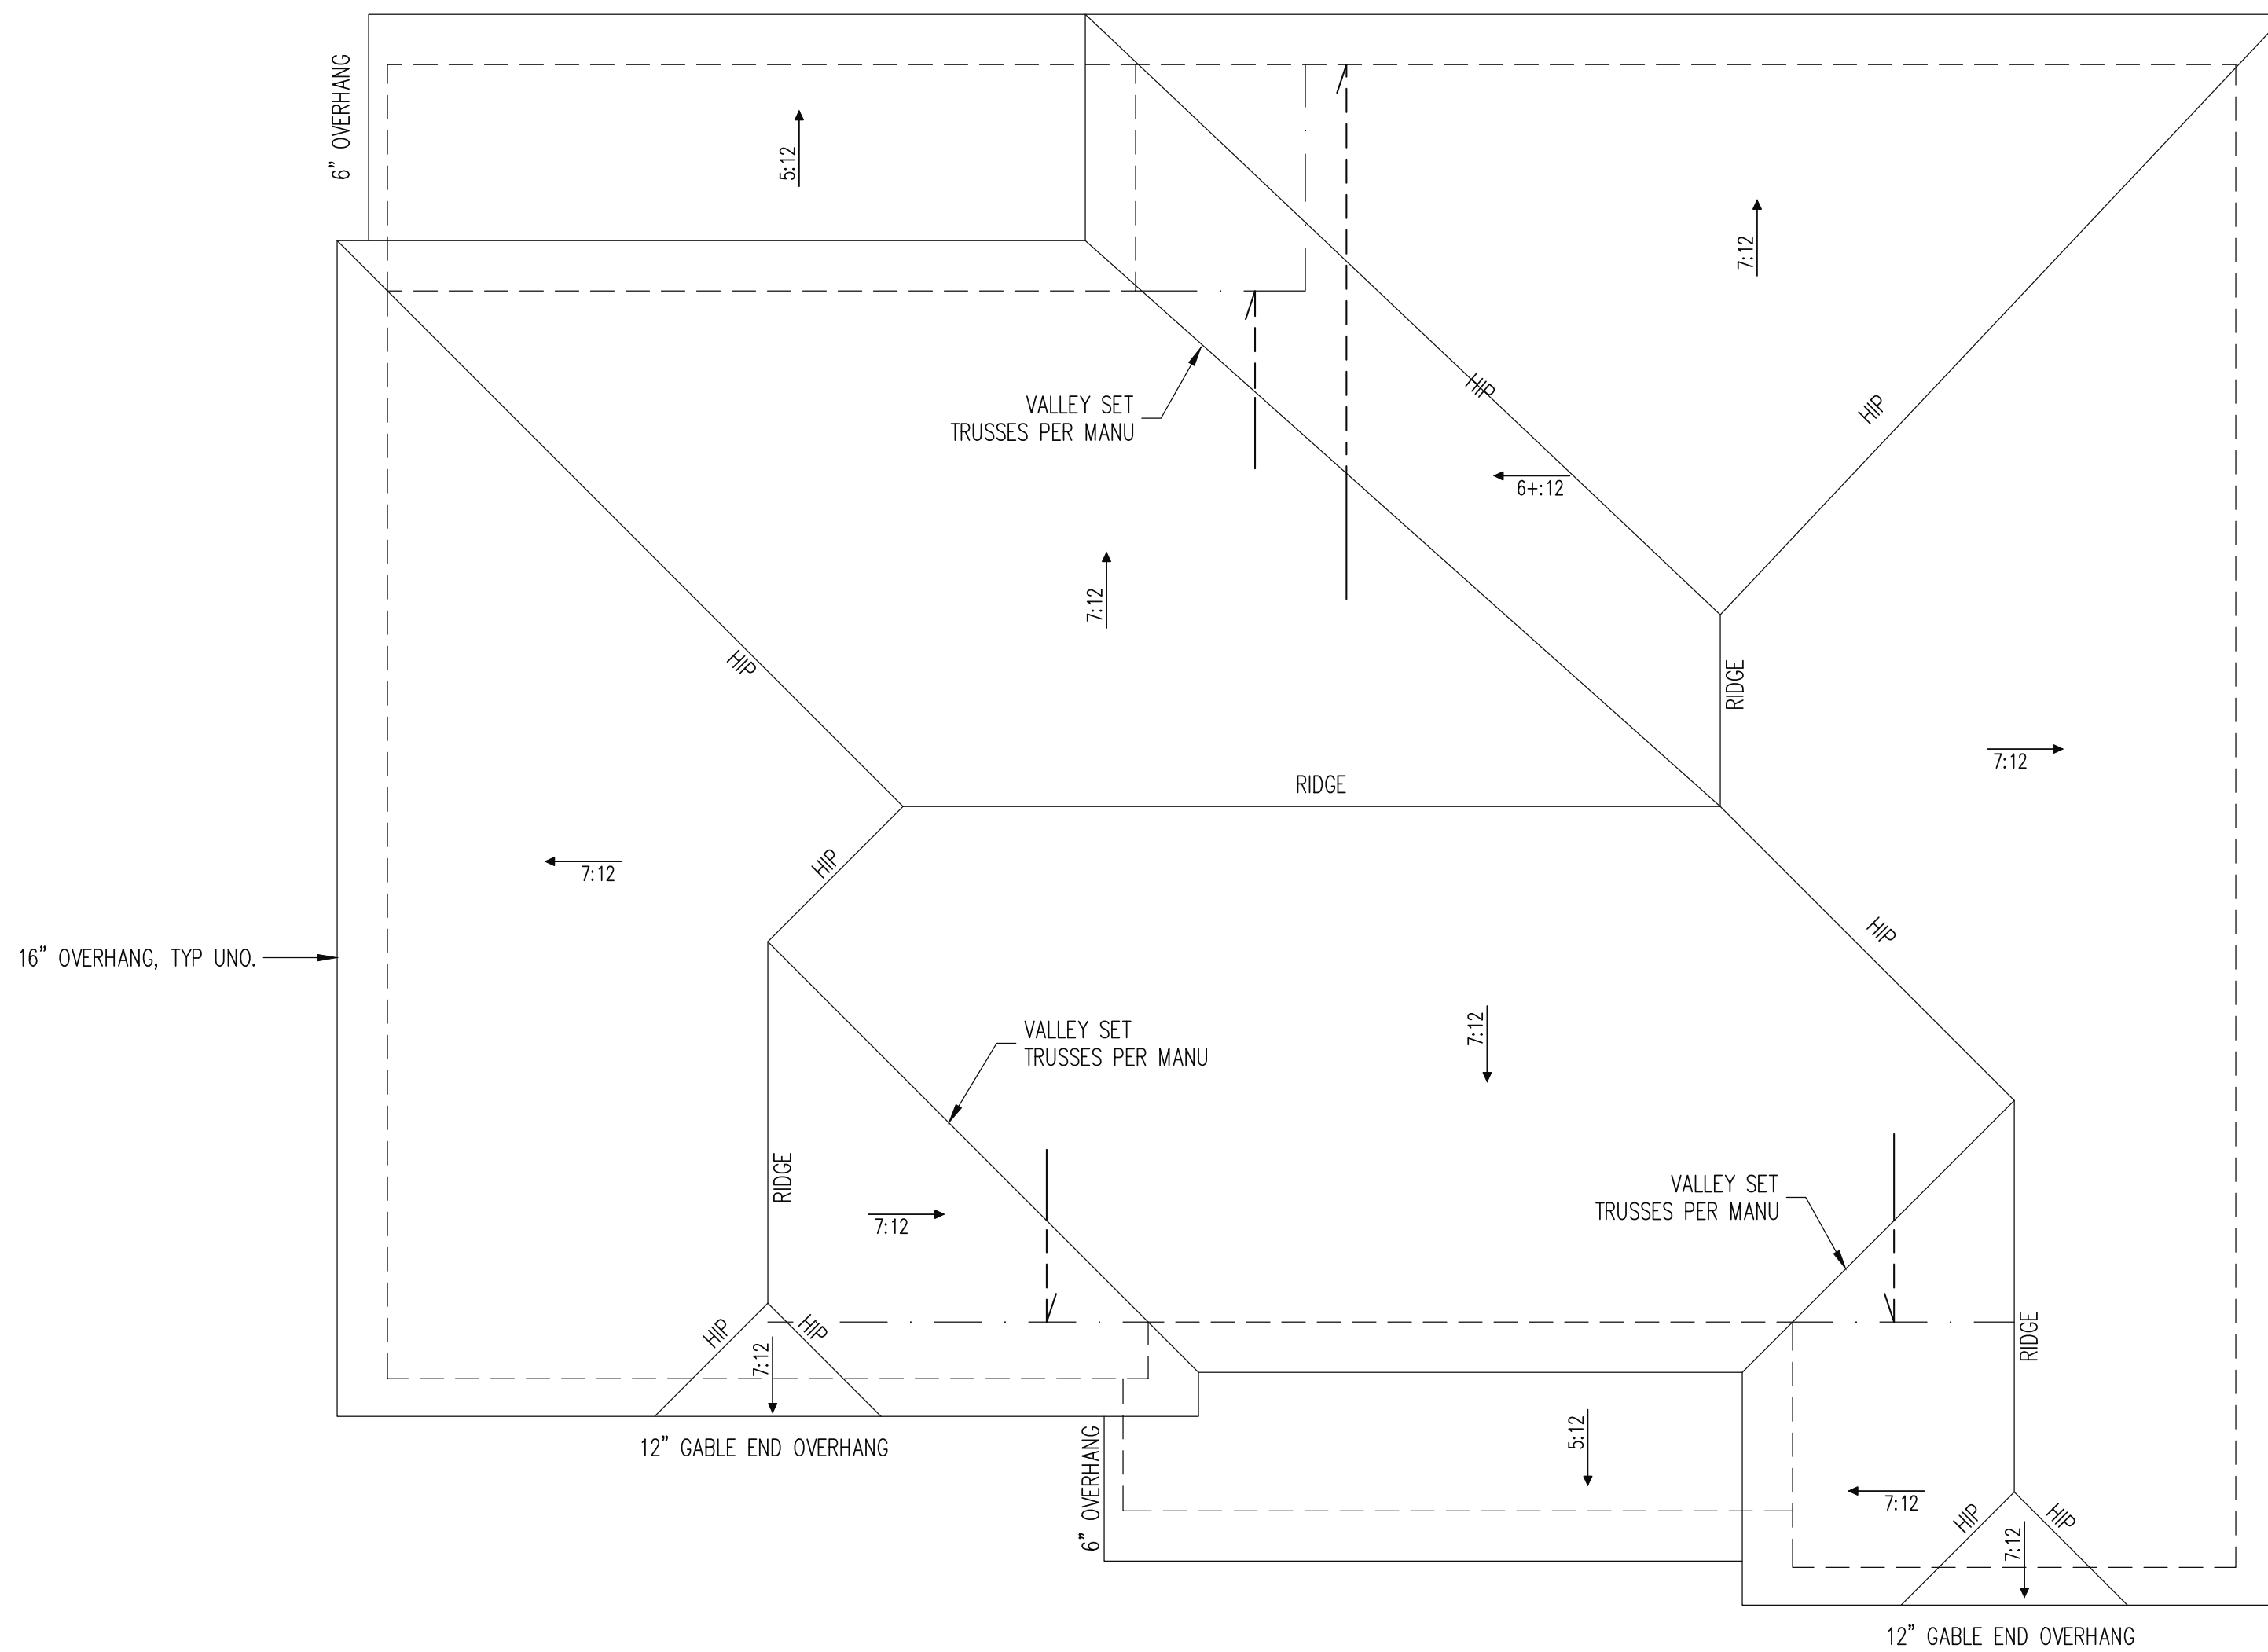 6" OVERHANG
5:12
7:12
VALLEY SET
TRUSSES PER MANU
HIP
HIP
6+:12
7:12
HIP
RIDGE
7:12
RIDGE
HIP
7:12
HIP
16" OVERHANG, TYP UNO.
VALLEY SET
TRUSSES PER MANU
7:12
RIDGE
7:12
VALLEY SET
TRUSSES PER MANU
HIP
HIP
7:12
RIDGE
12" GABLE END OVERHANG
6" OVERHANG
5:12
7:12
HIP
HIP
7:12
12" GABLE END OVERHANG